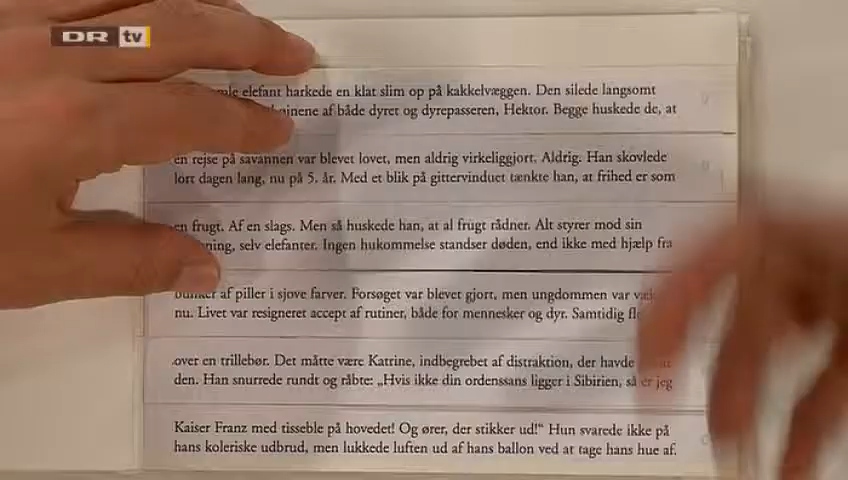 DR tv
elefant harkede en klat slim op på kakkelvæggen. Den silede langsomt
øjnene af både dyret og dyrepasseren, Hektor. Begge huskede de, at
en rejse på savannen var blevet lovet, men aldrig virkeliggjort. Aldrig. Han skovlede
lort dagen lang, nu på 5. år. Med et blik på gittervinduet tænkte han, at frihed er som
en frugt. Af en slags. Men så huskede han, at al frugt rådner. Alt styrer mod sin
selv elefanter. Ingen hukommelse standser døden, end ikke med hjælp fra
af piller i sjove farver. Forsøget var blevet gjort, men ungdommen var
nu. Livet var resigneret accept af rutiner, både for mennesker og dyr. Samtidig
over en trillebør. Det måtte være Katrine, indbegrebet af distraktion, der havde
den. Han snurrede rundt og råbte: „Hvis ikke din ordenssans ligger i Sibirien, så er jeg
Kaiser Franz med tisseble på hovedet! Og ører, der stikker ud!“ Hun svarede ikke på
hans koleriske udbrud, men lukkede luften ud af hans ballon ved at tage hans hue af.